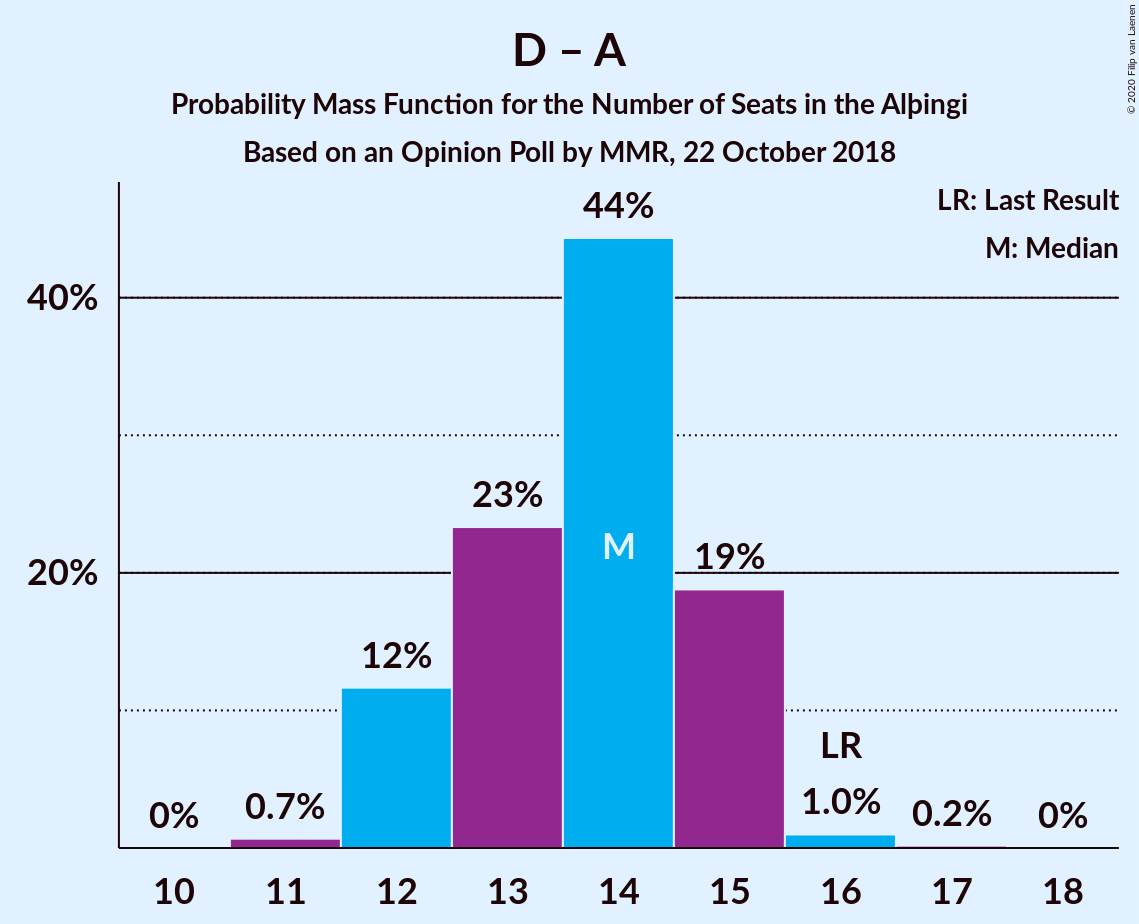 D – A
Probability Mass Function for the Number of Seats in the Alþingi
Based on an Opinion Poll by MMR, 22 October 2018
© 2020 Filip van Laenen
LR: Last Result
M: Median
44%
40%
23%
M
19%
20%
12%
LR
0%
0.7%
1.0%
0.2%
0%
10 11 12 13 14 15 16 17 18